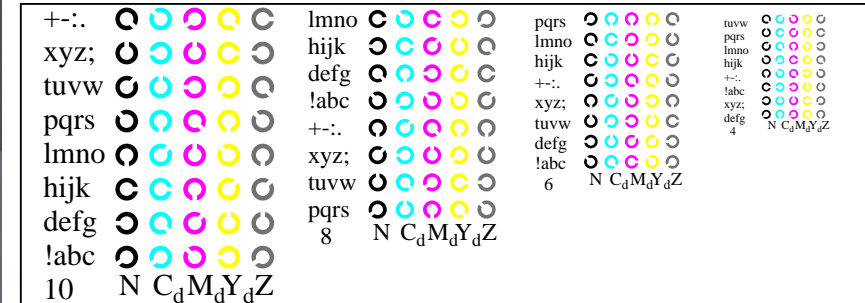 +-:.
xyz;
tuvw
pqrs
lmno
hijk
defg
!abc
10 N CdMdYdZ
lmno
hijk
defg
!abc
+-:.
xyz;
tuvw
pqrs
8 N CdMdYdZ
pqrs
lmno
hijk
+-:.
xyz;
tuvw
defg
!abc
6 N CdMdYdZ
tuvw
pqrs
lmno
hijk
+-:.
!abc
xyz;
defg
4 N CdMdYdZ